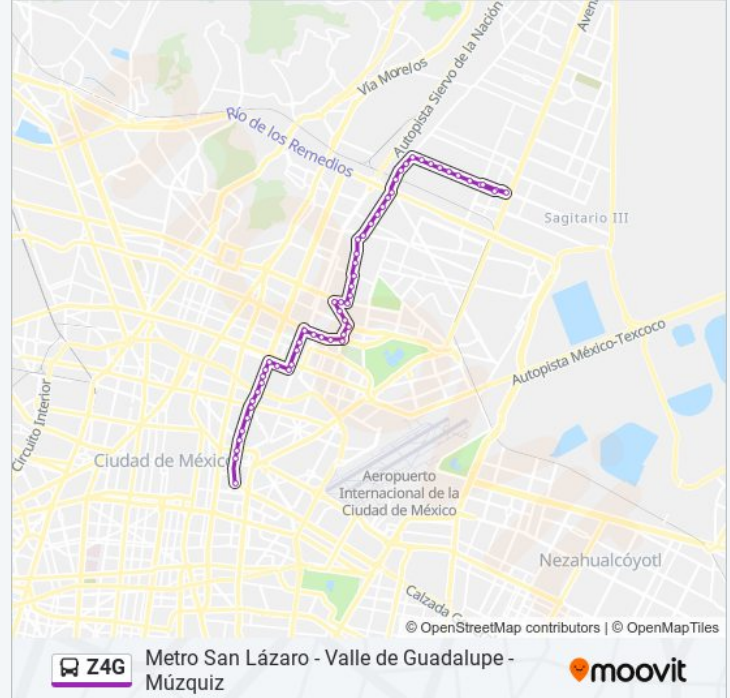 Vía Morelos
Autopista Siervo de la Nación
Río de los Remedios
Sagitario III
Autopista México-Texcoco
Circuito Interior
Ciudad de México
Aeropuerto
Internacional de la
Ciudad de México
Nezahualcóyotl
Calzada
© OpenStreetMap contributors | © OpenMapTiles
Z4G
Metro San Lázaro - Valle de Guadalupe -
Múzquiz
moovit